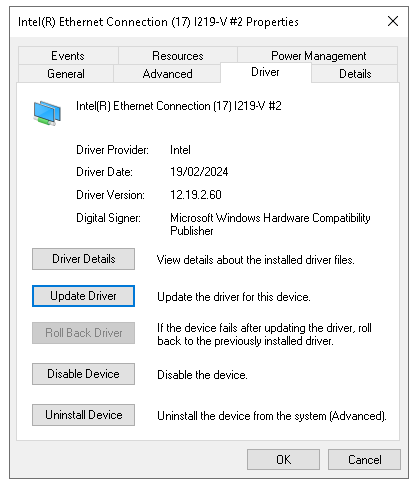 Intel(R) Ethernet Connection (17) I219-V #2 Properties
Events
Resources
Power Management
General
Advanced
Driver
Details
Intel(R) Ethernet Connection (17) I219-V #2
Driver Provider: Intel
Driver Date: 19/02/2024
Driver Version: 12.19.2.60
Digital Signer: Microsoft Windows Hardware Compatibility
Publisher
Driver Details
View details about the installed driver files.
Update Driver
Update the driver for this device.
Roll Back Driver
If the device fails after updating the driver, roll
back to the previously installed driver.
Disable Device
Disable the device.
Uninstall Device
Uninstall the device from the system (Advanced).
OK
Cancel